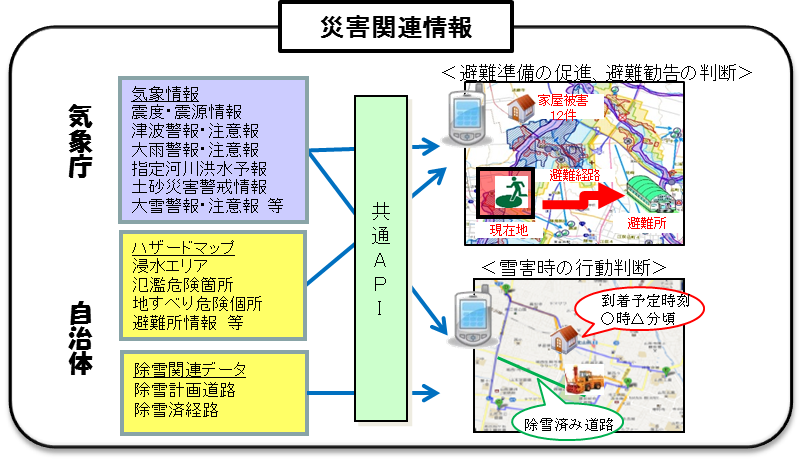 災害関連情報
気象庁
気象情報
震度・震源情報
津波警報・注意報
大雨警報・注意報
指定河川洪水予報
土砂災害警戒情報
大雪警報・注意報 等
自治体
ハザードマップ
浸水エリア
氾濫危険箇所
地すべり危険個所
避難所情報 等
除雪関連データ
除雪計画道路
除雪済経路
共通API
＜避難準備の促進、避難勧告の判断＞
家屋被害
12件
避難経路
現在地
避難所
＜雪害時の行動判断＞
到着予定時刻
〇時△分頃
除雪済み道路